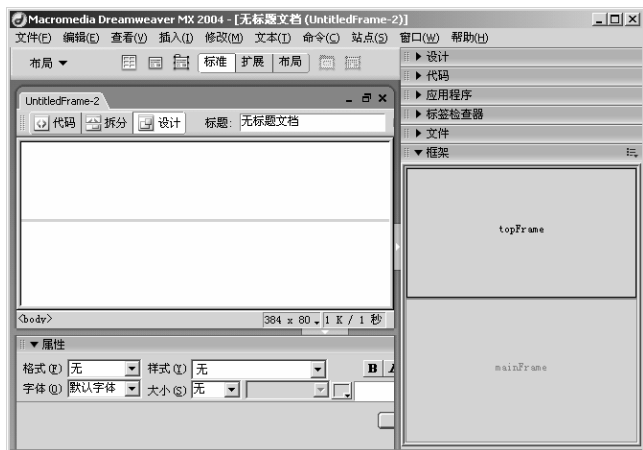 Macromedia Dreamweaver MX 2004 - [无标题文档 (UntitledFrame-2)]
文件(F) 编辑(E) 查看(V) 插入(I) 修改(M) 文本(T) 命令(C) 站点(S) 窗口(W) 帮助(H)
布局 标准 扩展 布局
设计
代码
应用程序
标签检查器
文件
框架
UntitledFrame-2
代码 拆分 设计 标题: 无标题文档
topFrame
mainFrame
<body> 384 x 80 1 K / 1 秒
属性
格式(F) 无 样式(Y) 无 B I
字体(O) 默认字体 大小(S) 无